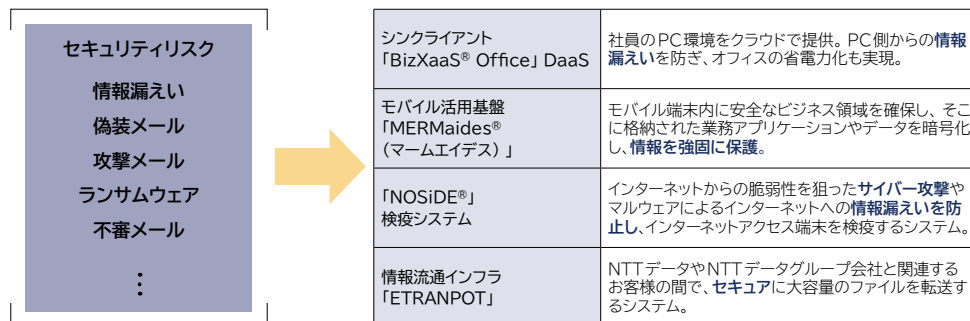 セキュリティリスク
情報漏えい
偽装メール
攻撃メール
ランサムウェア
不審メール
⋮
シンクライアント
「BizXaaS® Office」DaaS
社員のPC環境をクラウドで提供。PC側からの情報
漏えいを防ぎ、オフィスの省電力化も実現。
モバイル活用基盤
「MERMaides®
（マームエイデス）」
モバイル端末内に安全なビジネス領域を確保し、そこ
に格納された業務アプリケーションやデータを暗号化
し、情報を強固に保護。
「NOSiDE®」
検疫システム
インターネットからの脆弱性を狙ったサイバー攻撃や
マルウェアによるインターネットへの情報漏えいを防
止し、インターネットアクセス端末を検疫するシステム。
情報流通インフラ
「ETRANPOT」
NTTデータやNTTデータグループ会社と関連する
お客様の間で、セキュアに大容量のファイルを転送す
るシステム。